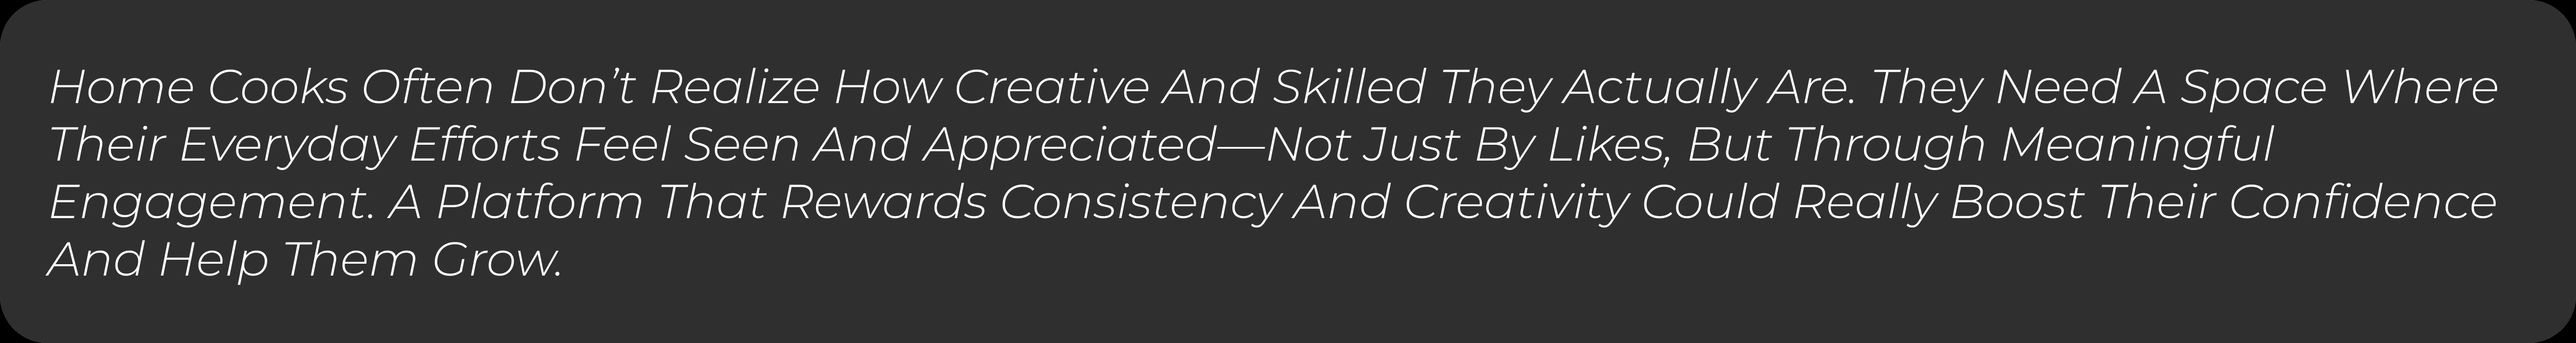 Home Cooks Often Don’t Realize How Creative And Skilled They Actually Are. They Need A Space Where
Their Everyday Efforts Feel Seen And Appreciated—Not Just By Likes, But Through Meaningful
Engagement. A Platform That Rewards Consistency And Creativity Could Really Boost Their Confidence
And Help Them Grow.